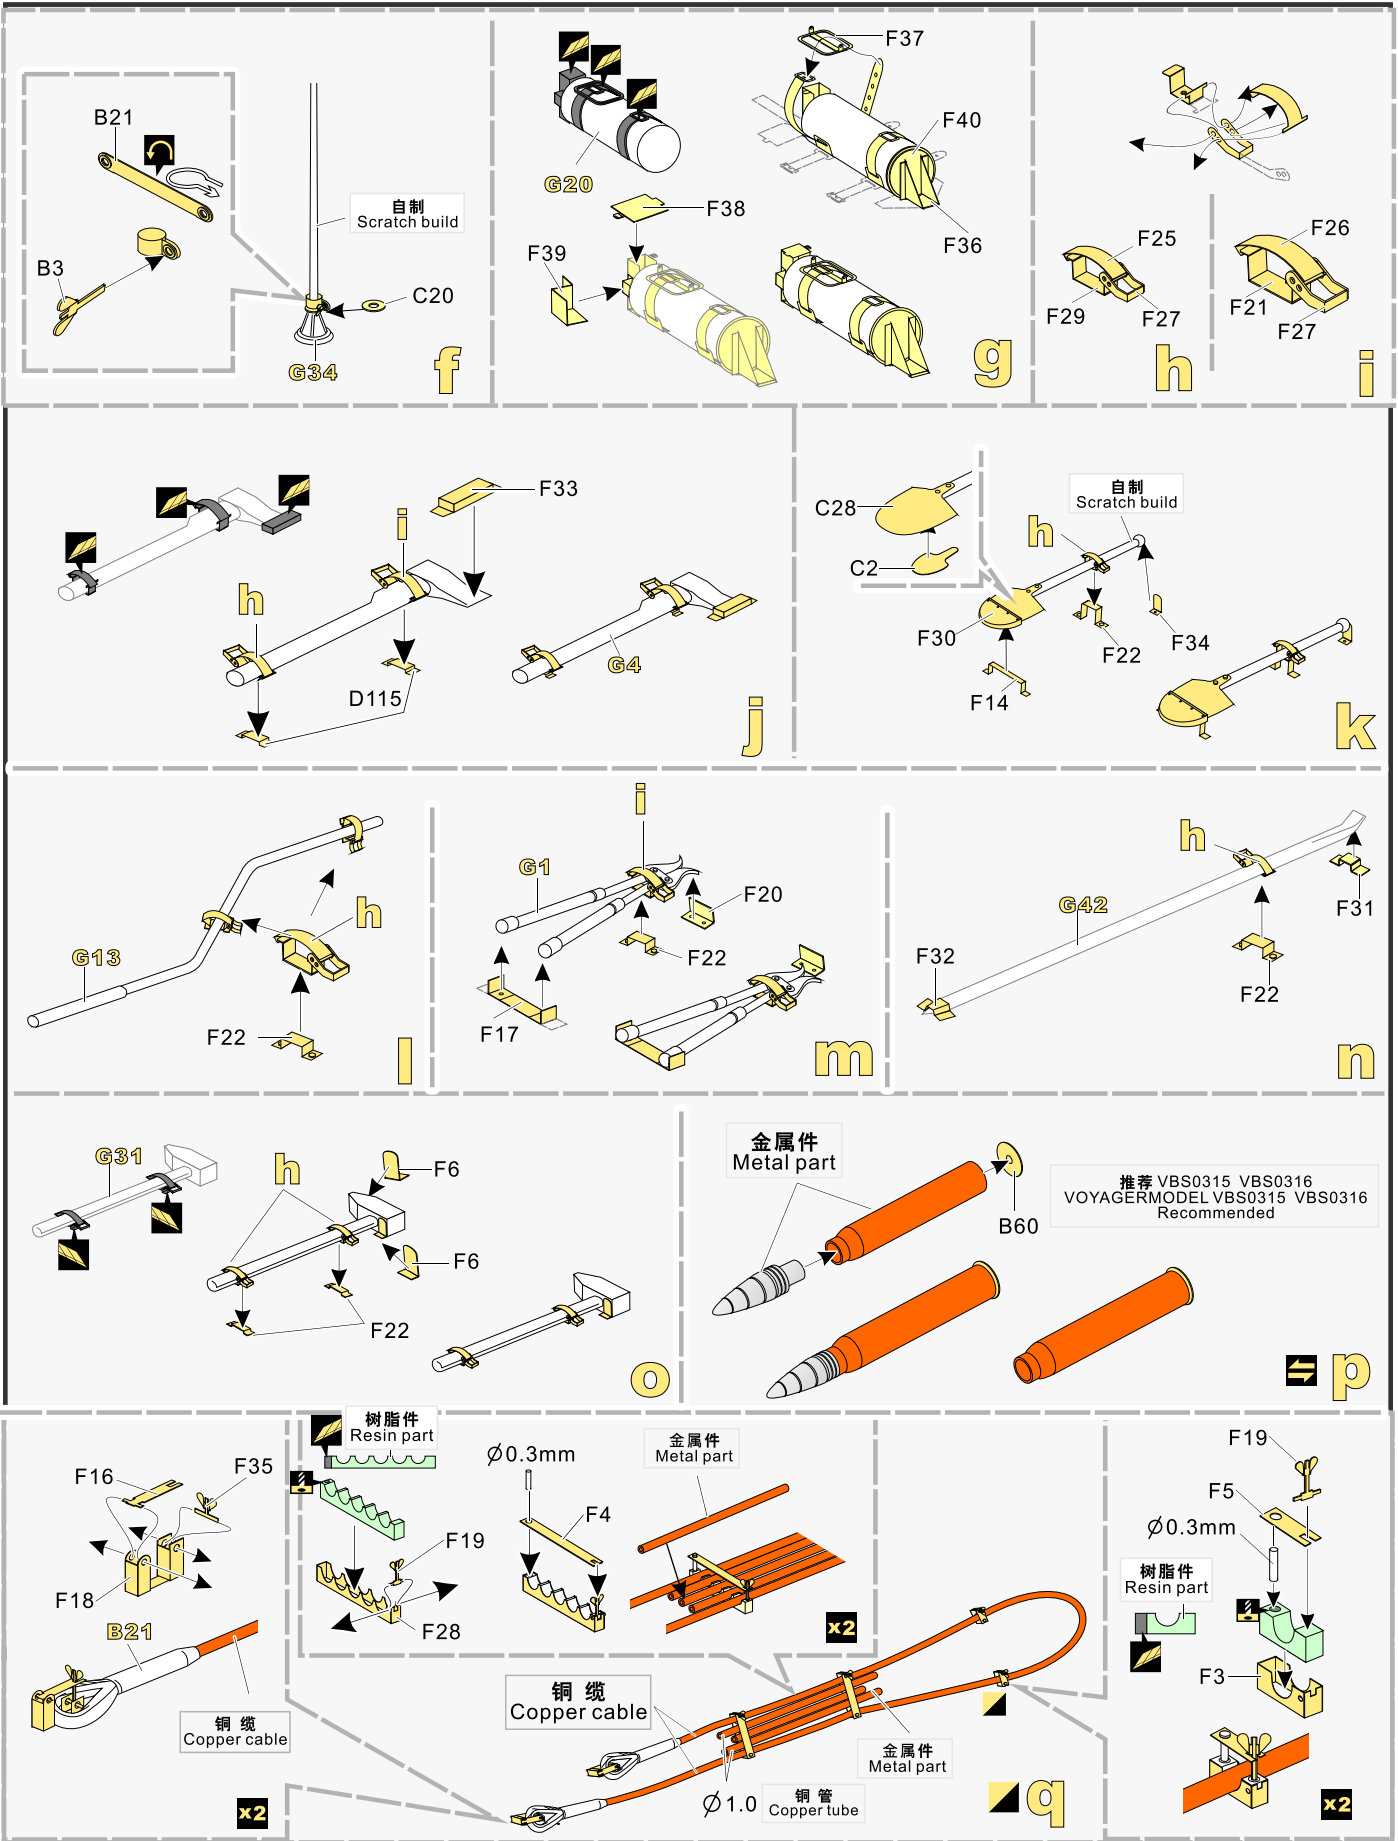 B21
自制
Scratch build
B3
C20
G34
f
F37
G20
F40
F38
F36
F39
g
F25
F29
F27
h
F26
F21
F27
i
F33
i
h
D115
G4
j
C28
C2
自制
Scratch build
h
F30
F22
F34
F14
k
G13
h
F22
l
i
G1
F20
F22
F17
m
h
G42
F31
F32
F22
n
G31
h
F6
F6
F22
o
金属件
Metal part
B60
推荐 VBS0315 VBS0316
VOYAGERMODEL VBS0315 VBS0316
Recommended
p
F16
F35
F18
B21
铜 缆
Copper cable
x2
树脂件
Resin part
Ø0.3mm
金属件
Metal part
F4
F19
F28
x2
铜 缆
Copper cable
金属件
Metal part
Ø1.0
铜 管
Copper tube
q
F19
F5
Ø0.3mm
树脂件
Resin part
F3
x2